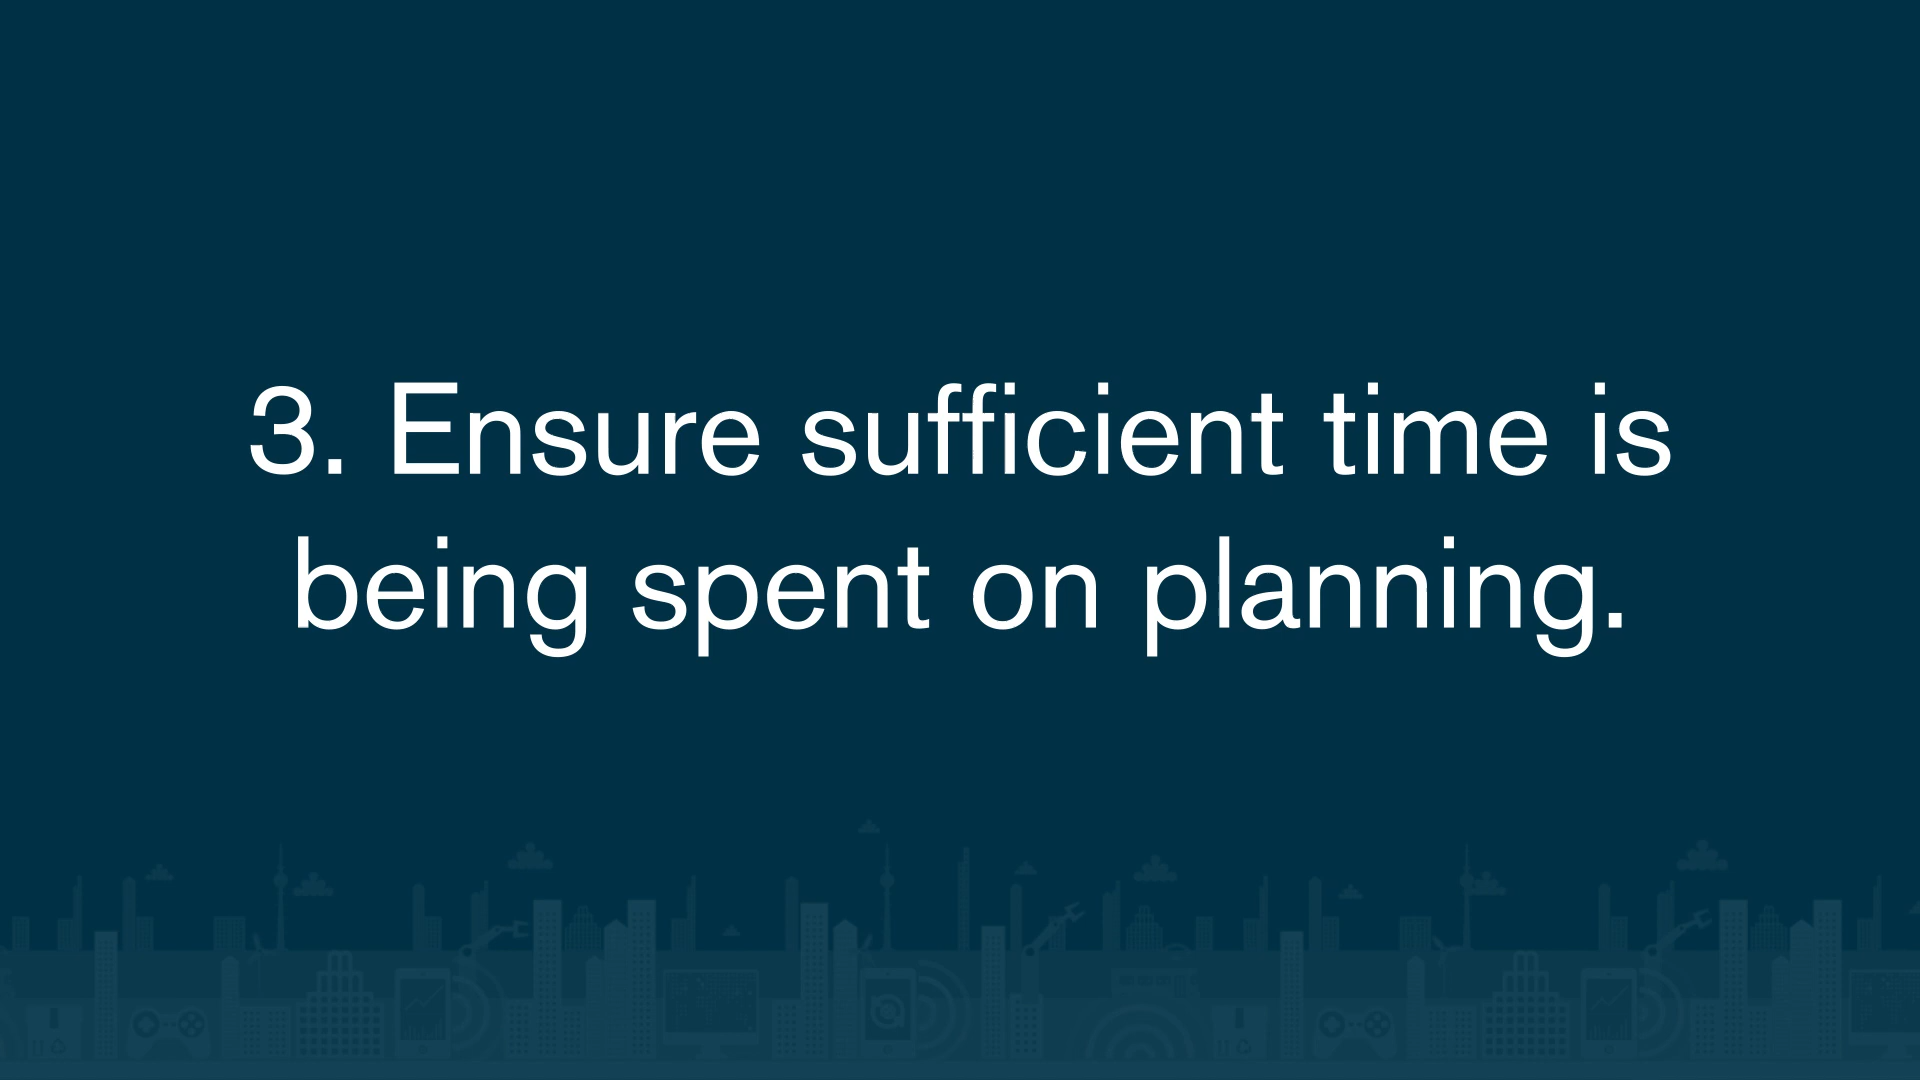 3. Ensure sufficient time is
being spent on planning.